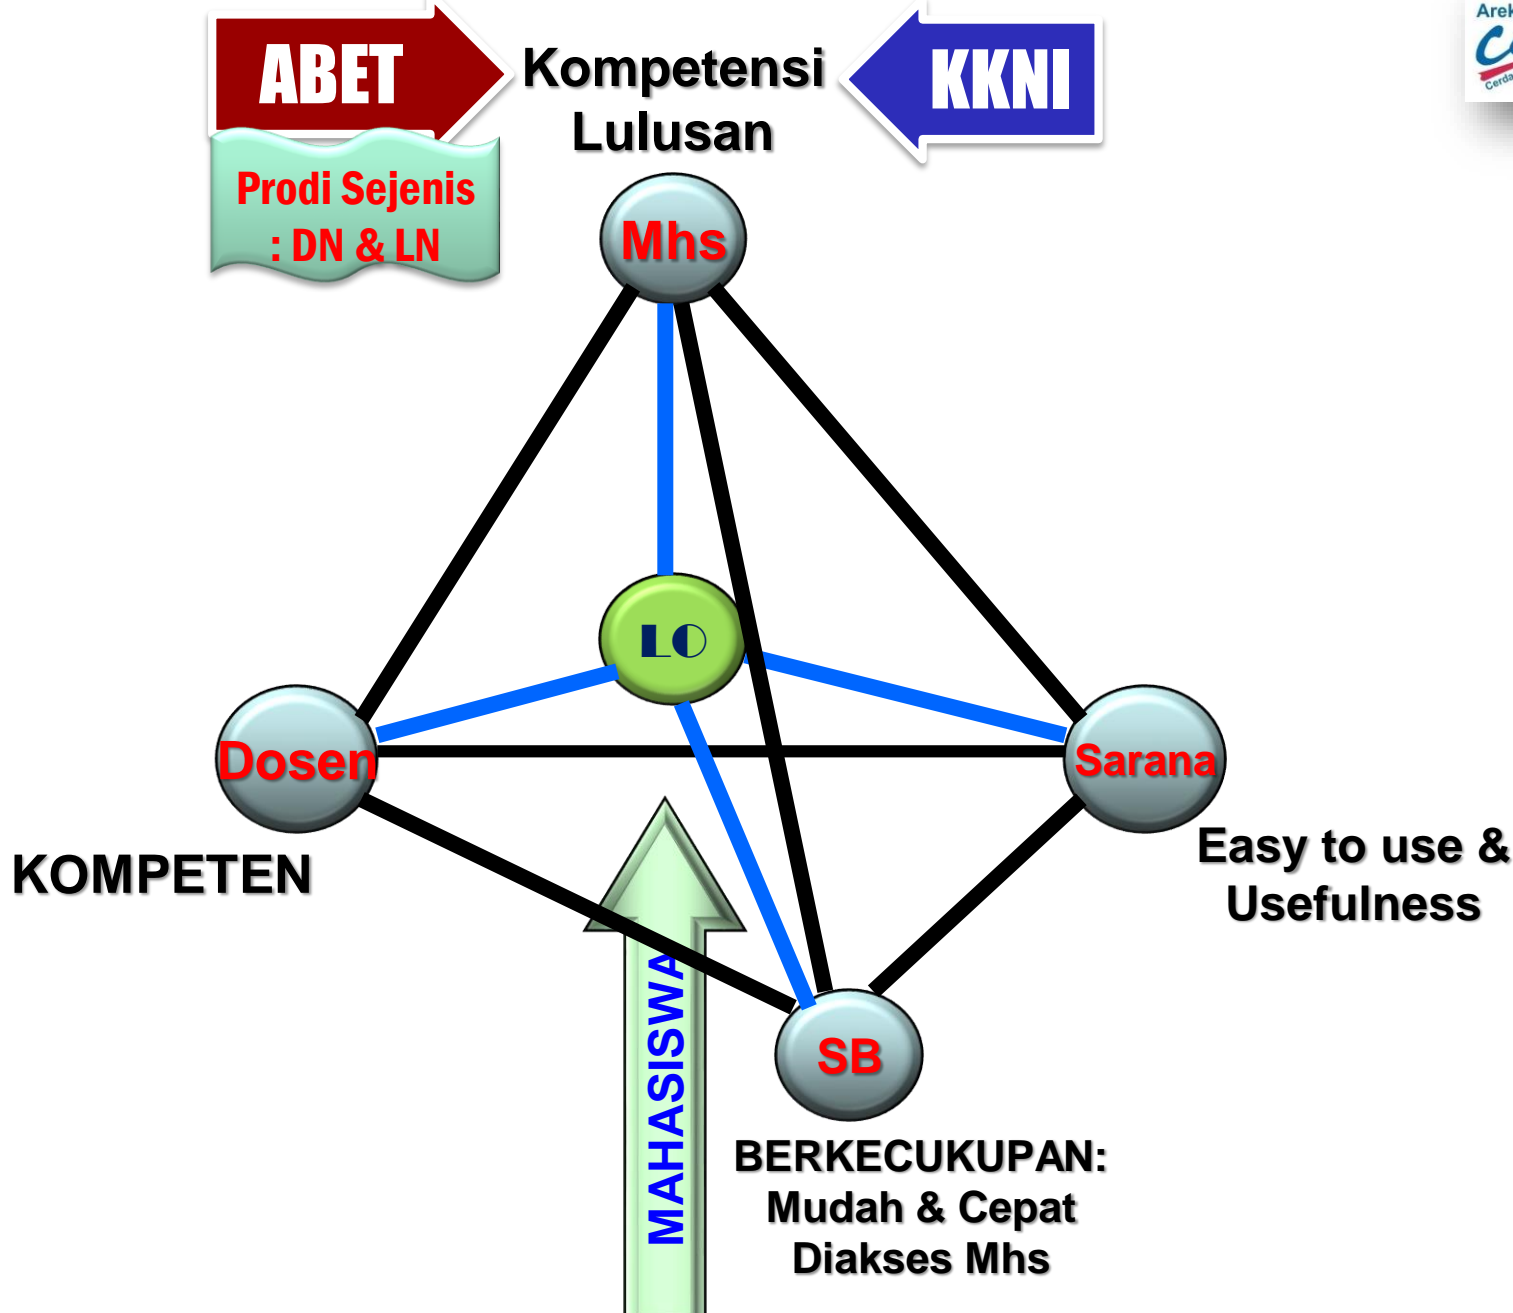 ABET
Kompetensi
Lulusan
KKNI
Prodi Sejenis
: DN & LN
Mhs
LO
Dosen
Sarana
KOMPETEN
Easy to use &
Usefulness
MAHASISWA
SB
BERKECUKUPAN:
Mudah & Cepat
Diakses Mhs